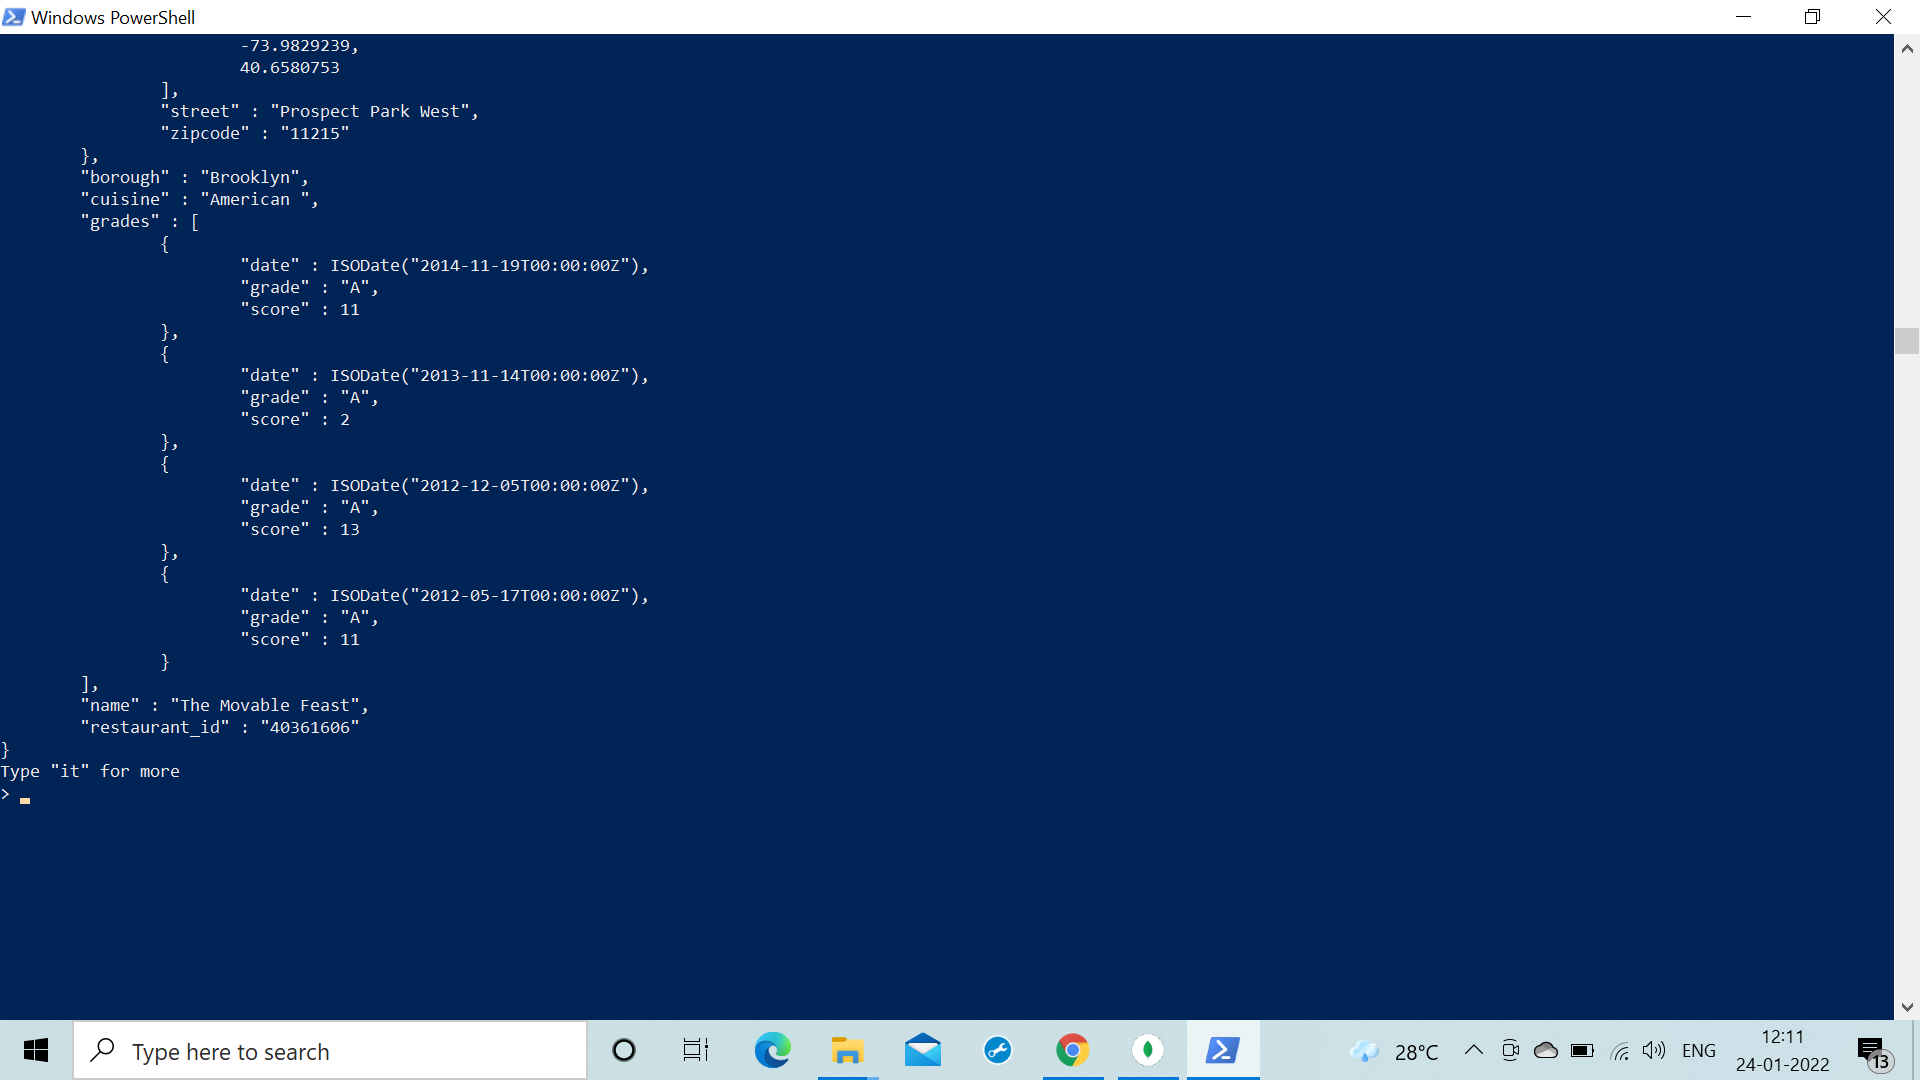 Windows PowerShell
-73.9829239,
40.6580753
],
"street" : "Prospect Park West",
"zipcode" : "11215"
},
"borough" : "Brooklyn",
"cuisine" : "American ",
"grades" : [
{
"date" : ISODate("2014-11-19T00:00:00Z"),
"grade" : "A",
"score" : 11
},
{
"date" : ISODate("2013-11-14T00:00:00Z"),
"grade" : "A",
"score" : 2
},
{
"date" : ISODate("2012-12-05T00:00:00Z"),
"grade" : "A",
"score" : 13
},
{
"date" : ISODate("2012-05-17T00:00:00Z"),
"grade" : "A",
"score" : 11
}
],
"name" : "The Movable Feast",
"restaurant_id" : "40361606"
}
Type "it" for more
>
Type here to search
28°C
ENG
12:11
24-01-2022
13